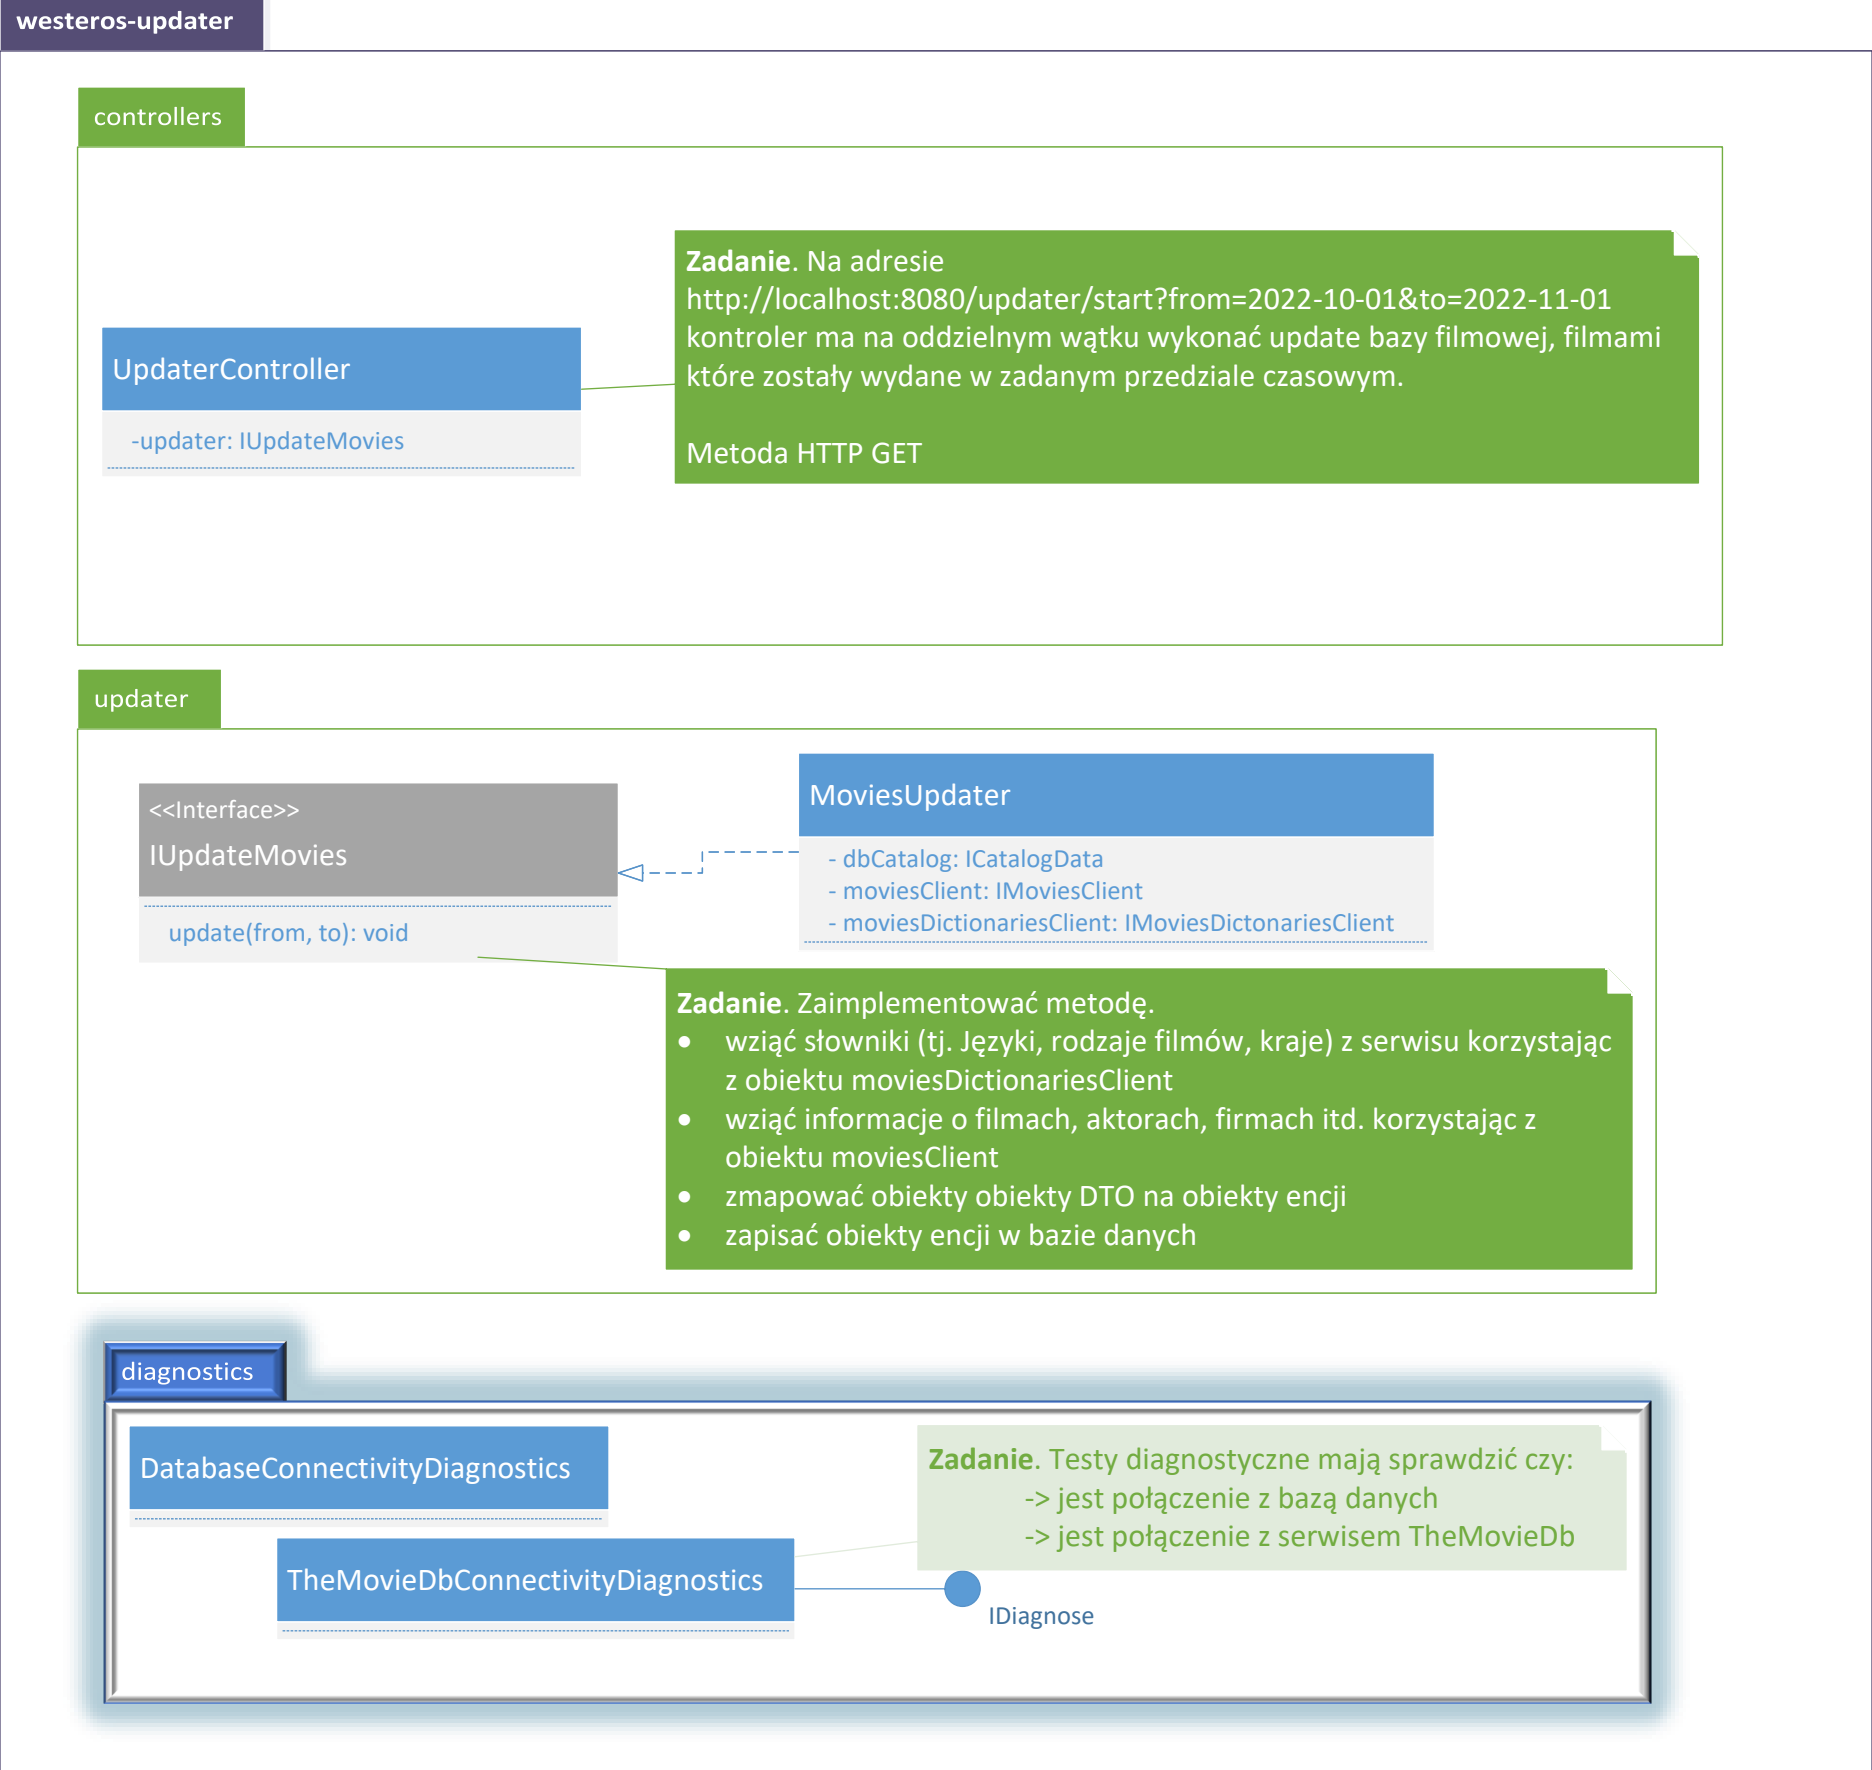 westeros-updater
controllers
Zadanie. Na adresie
http://localhost:8080/updater/start?from=2022-10-01&to=2022-11-01
kontroler ma na oddzielnym wątku wykonać update bazy filmowej, filmami
które zostały wydane w zadanym przedziale czasowym.
Metoda HTTP GET
UpdaterController
-updater: IUpdateMovies
updater
<<Interface>>
IUpdateMovies
update(from, to): void
MoviesUpdater
- dbCatalog: ICatalogData
- moviesClient: IMoviesClient
- moviesDictionariesClient: IMoviesDictonariesClient
Zadanie. Zaimplementować metodę.
● wziąć słowniki (tj. Języki, rodzaje filmów, kraje) z serwisu korzystając
z obiektu moviesDictionariesClient
● wziąć informacje o filmach, aktorach, firmach itd. korzystając z
obiektu moviesClient
● zmapować obiekty obiekty DTO na obiekty encji
● zapisać obiekty encji w bazie danych
diagnostics
DatabaseConnectivityDiagnostics
Zadanie. Testy diagnostyczne mają sprawdzić czy:
-> jest połączenie z bazą danych
-> jest połączenie z serwisem TheMovieDb
TheMovieDbConnectivityDiagnostics
IDiagnose